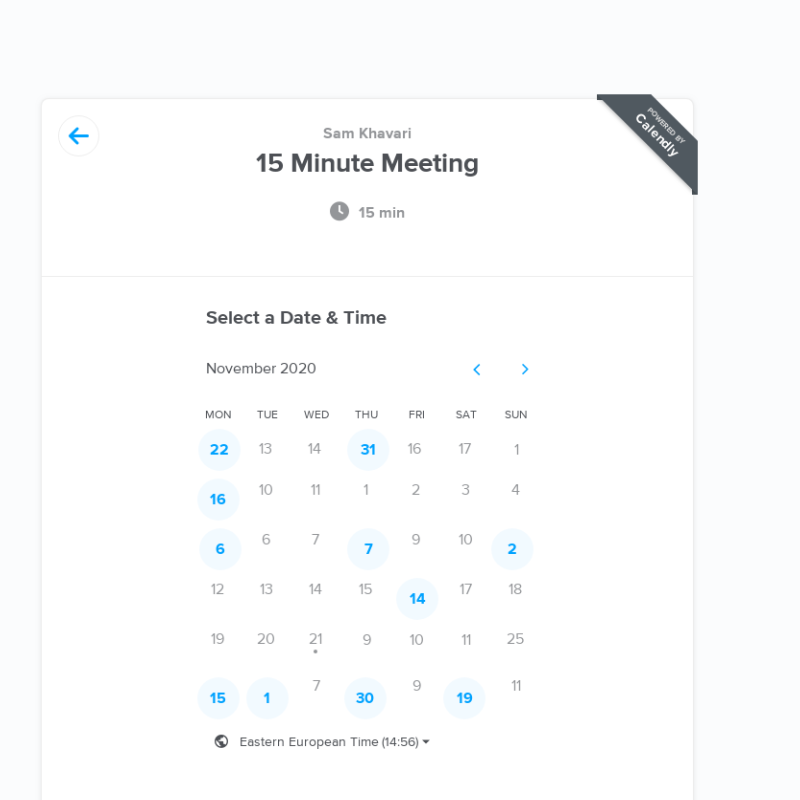 POWERED BY
Calendly
Sam Khavari
15 Minute Meeting
15 min
Select a Date & Time
November 2020
MON TUE WED THU FRI SAT SUN
22 13 14 31 16 17 1
16 10 11 1 2 3 4
6 6 7 7 9 10 2
12 13 14 15 14 17 18
19 20 21 9 10 11 25
15 1 7 30 9 19 11
Eastern European Time (14:56)